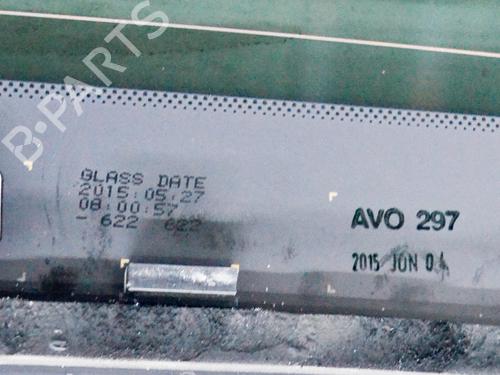 B-PARTS
GLASS DATE
2015:05:27
08:00:57
- 622 622
AVO 297
2015 JUN 04